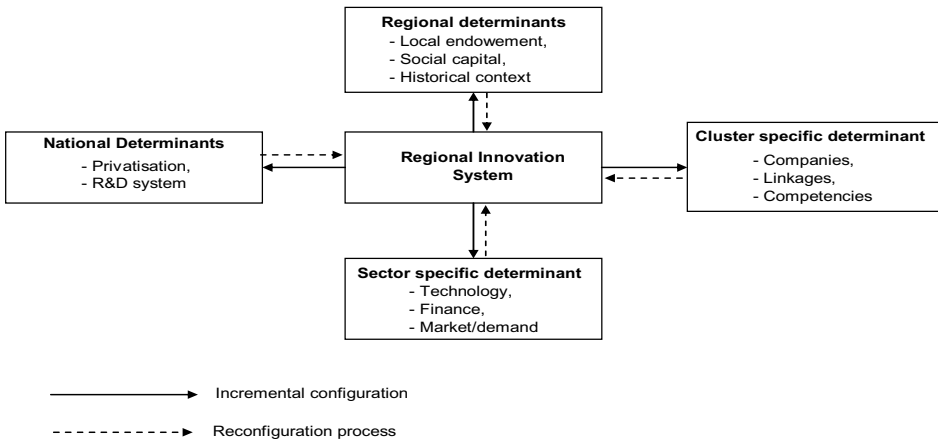 Regional determinants
- Local endowement,
- Social capital,
- Historical context
National Determinants
- Privatisation,
- R&D system
Regional Innovation
System
Cluster specific determinant
- Companies,
- Linkages,
- Competencies
Sector specific determinant
- Technology,
- Finance,
- Market/demand
Incremental configuration
Reconfiguration process